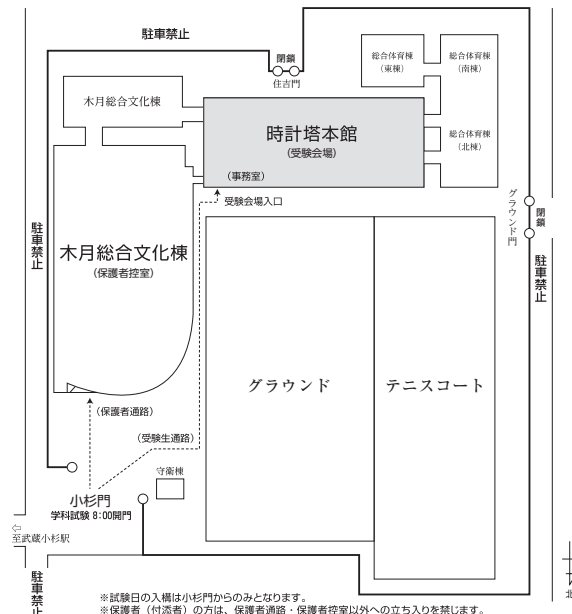 駐車禁止
閉鎖
住吉門
総合体育棟
(東棟)
総合体育棟
(南棟)
木月総合文化棟
時計塔本館
(受験会場)
総合体育棟
(北棟)
(事務室)
受験会場入口
グラウンド門
閉鎖
駐車禁止
木月総合文化棟
(保護者控室)
駐車禁止
グラウンド
テニスコート
(保護者通路)
(受験生通路)
守衛棟
小杉門
学科試験 8:00開門
⇦
至武蔵小杉駅
駐車禁止
北
※試験日の入構は小杉門からのみとなります。
※保護者（付添者）の方は、保護者通路・保護者控室以外への立ち入りを禁じます。